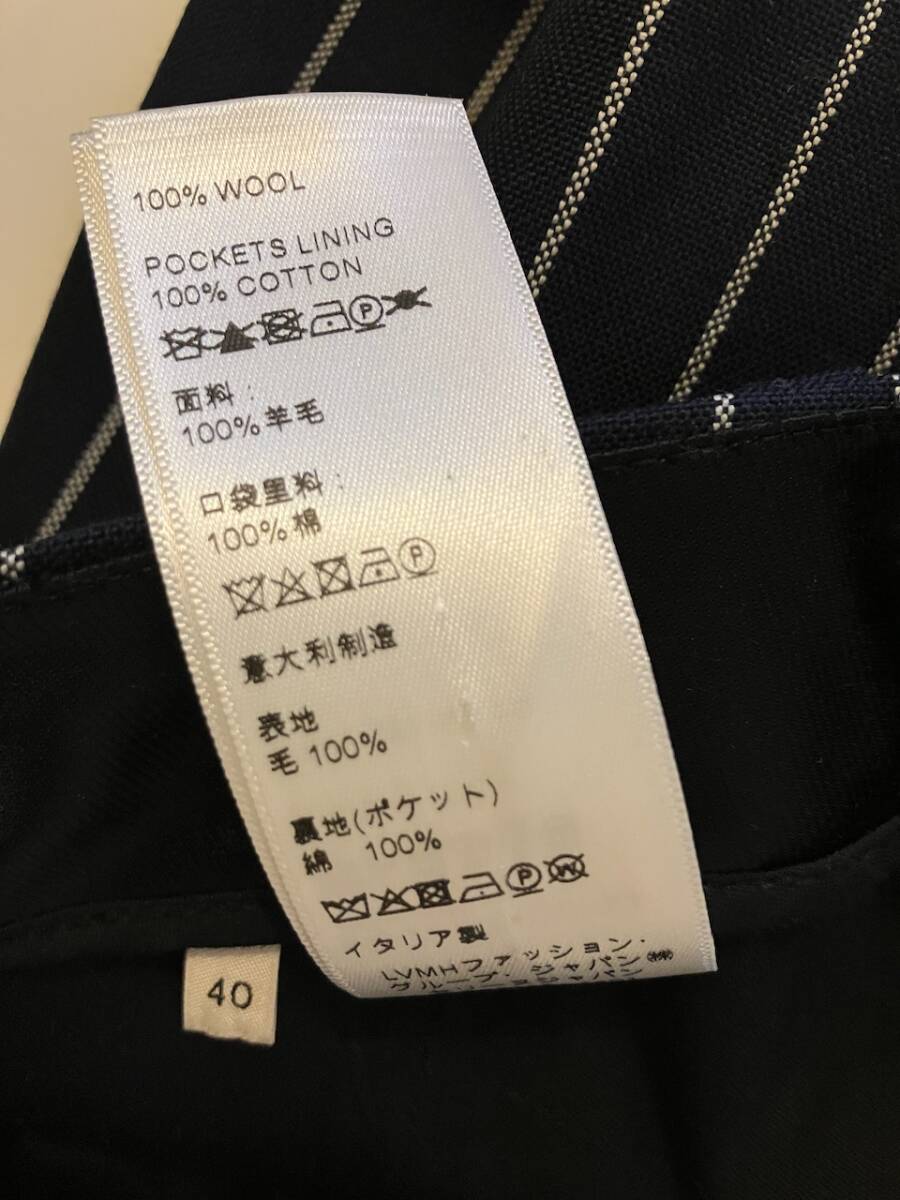 100% WOOL
POCKETS LINING
100% COTTON
P
面料:
100%羊毛
口袋里料:
100%棉
P
意大利制造
表地
毛 100%
裏地(ポケット)
綿 100%
P W
イタリア製
LVMHファッション・
グループ・ジャパン㈱
40